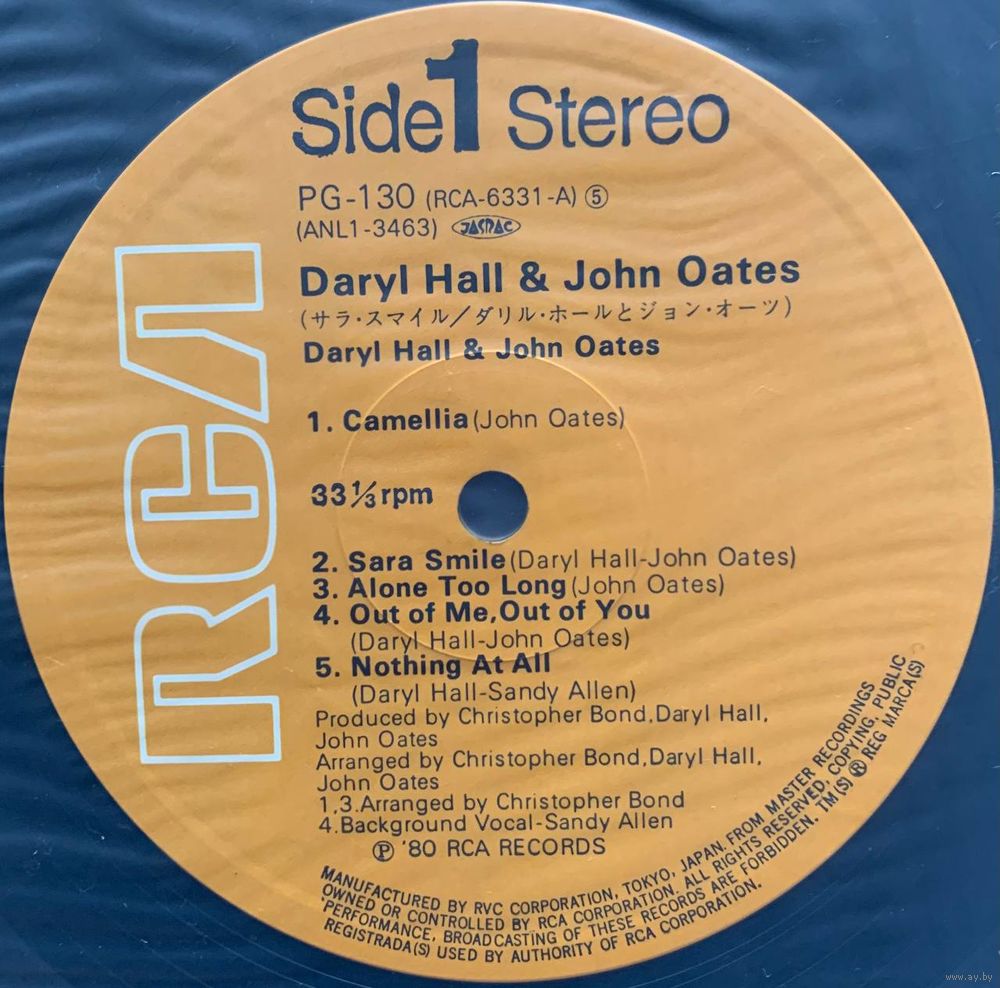 Side 1 Stereo
PG-130 (RCA-6331-A) ⑤
(ANL1-3463) JASRAC
Daryl Hall & John Oates
(サラ・スマイル/ダリル・ホールとジョン・オーツ)
Daryl Hall & John Oates
1. Camellia (John Oates)
33 1/3 rpm
2. Sara Smile (Daryl Hall-John Oates)
3. Alone Too Long (John Oates)
4. Out of Me, Out of You
(Daryl Hall-John Oates)
5. Nothing At All
(Daryl Hall-Sandy Allen)
Produced by Christopher Bond, Daryl Hall,
John Oates
Arranged by Christopher Bond, Daryl Hall,
John Oates
1,3. Arranged by Christopher Bond
4. Background Vocal-Sandy Allen
Ⓟ '80 RCA RECORDS
RCA
MANUFACTURED BY RVC CORPORATION, TOKYO, JAPAN. FROM MASTER RECORDINGS
OWNED OR CONTROLLED BY RCA CORPORATION. ALL RIGHTS RESERVED, COPYING, PUBLIC
PERFORMANCE, BROADCASTING OF THESE RECORDS ARE FORBIDDEN. TM(S) ® REG MARCA(S)
REGISTRADA(S) USED BY AUTHORITY OF RCA CORPORATION.
www.ay.by